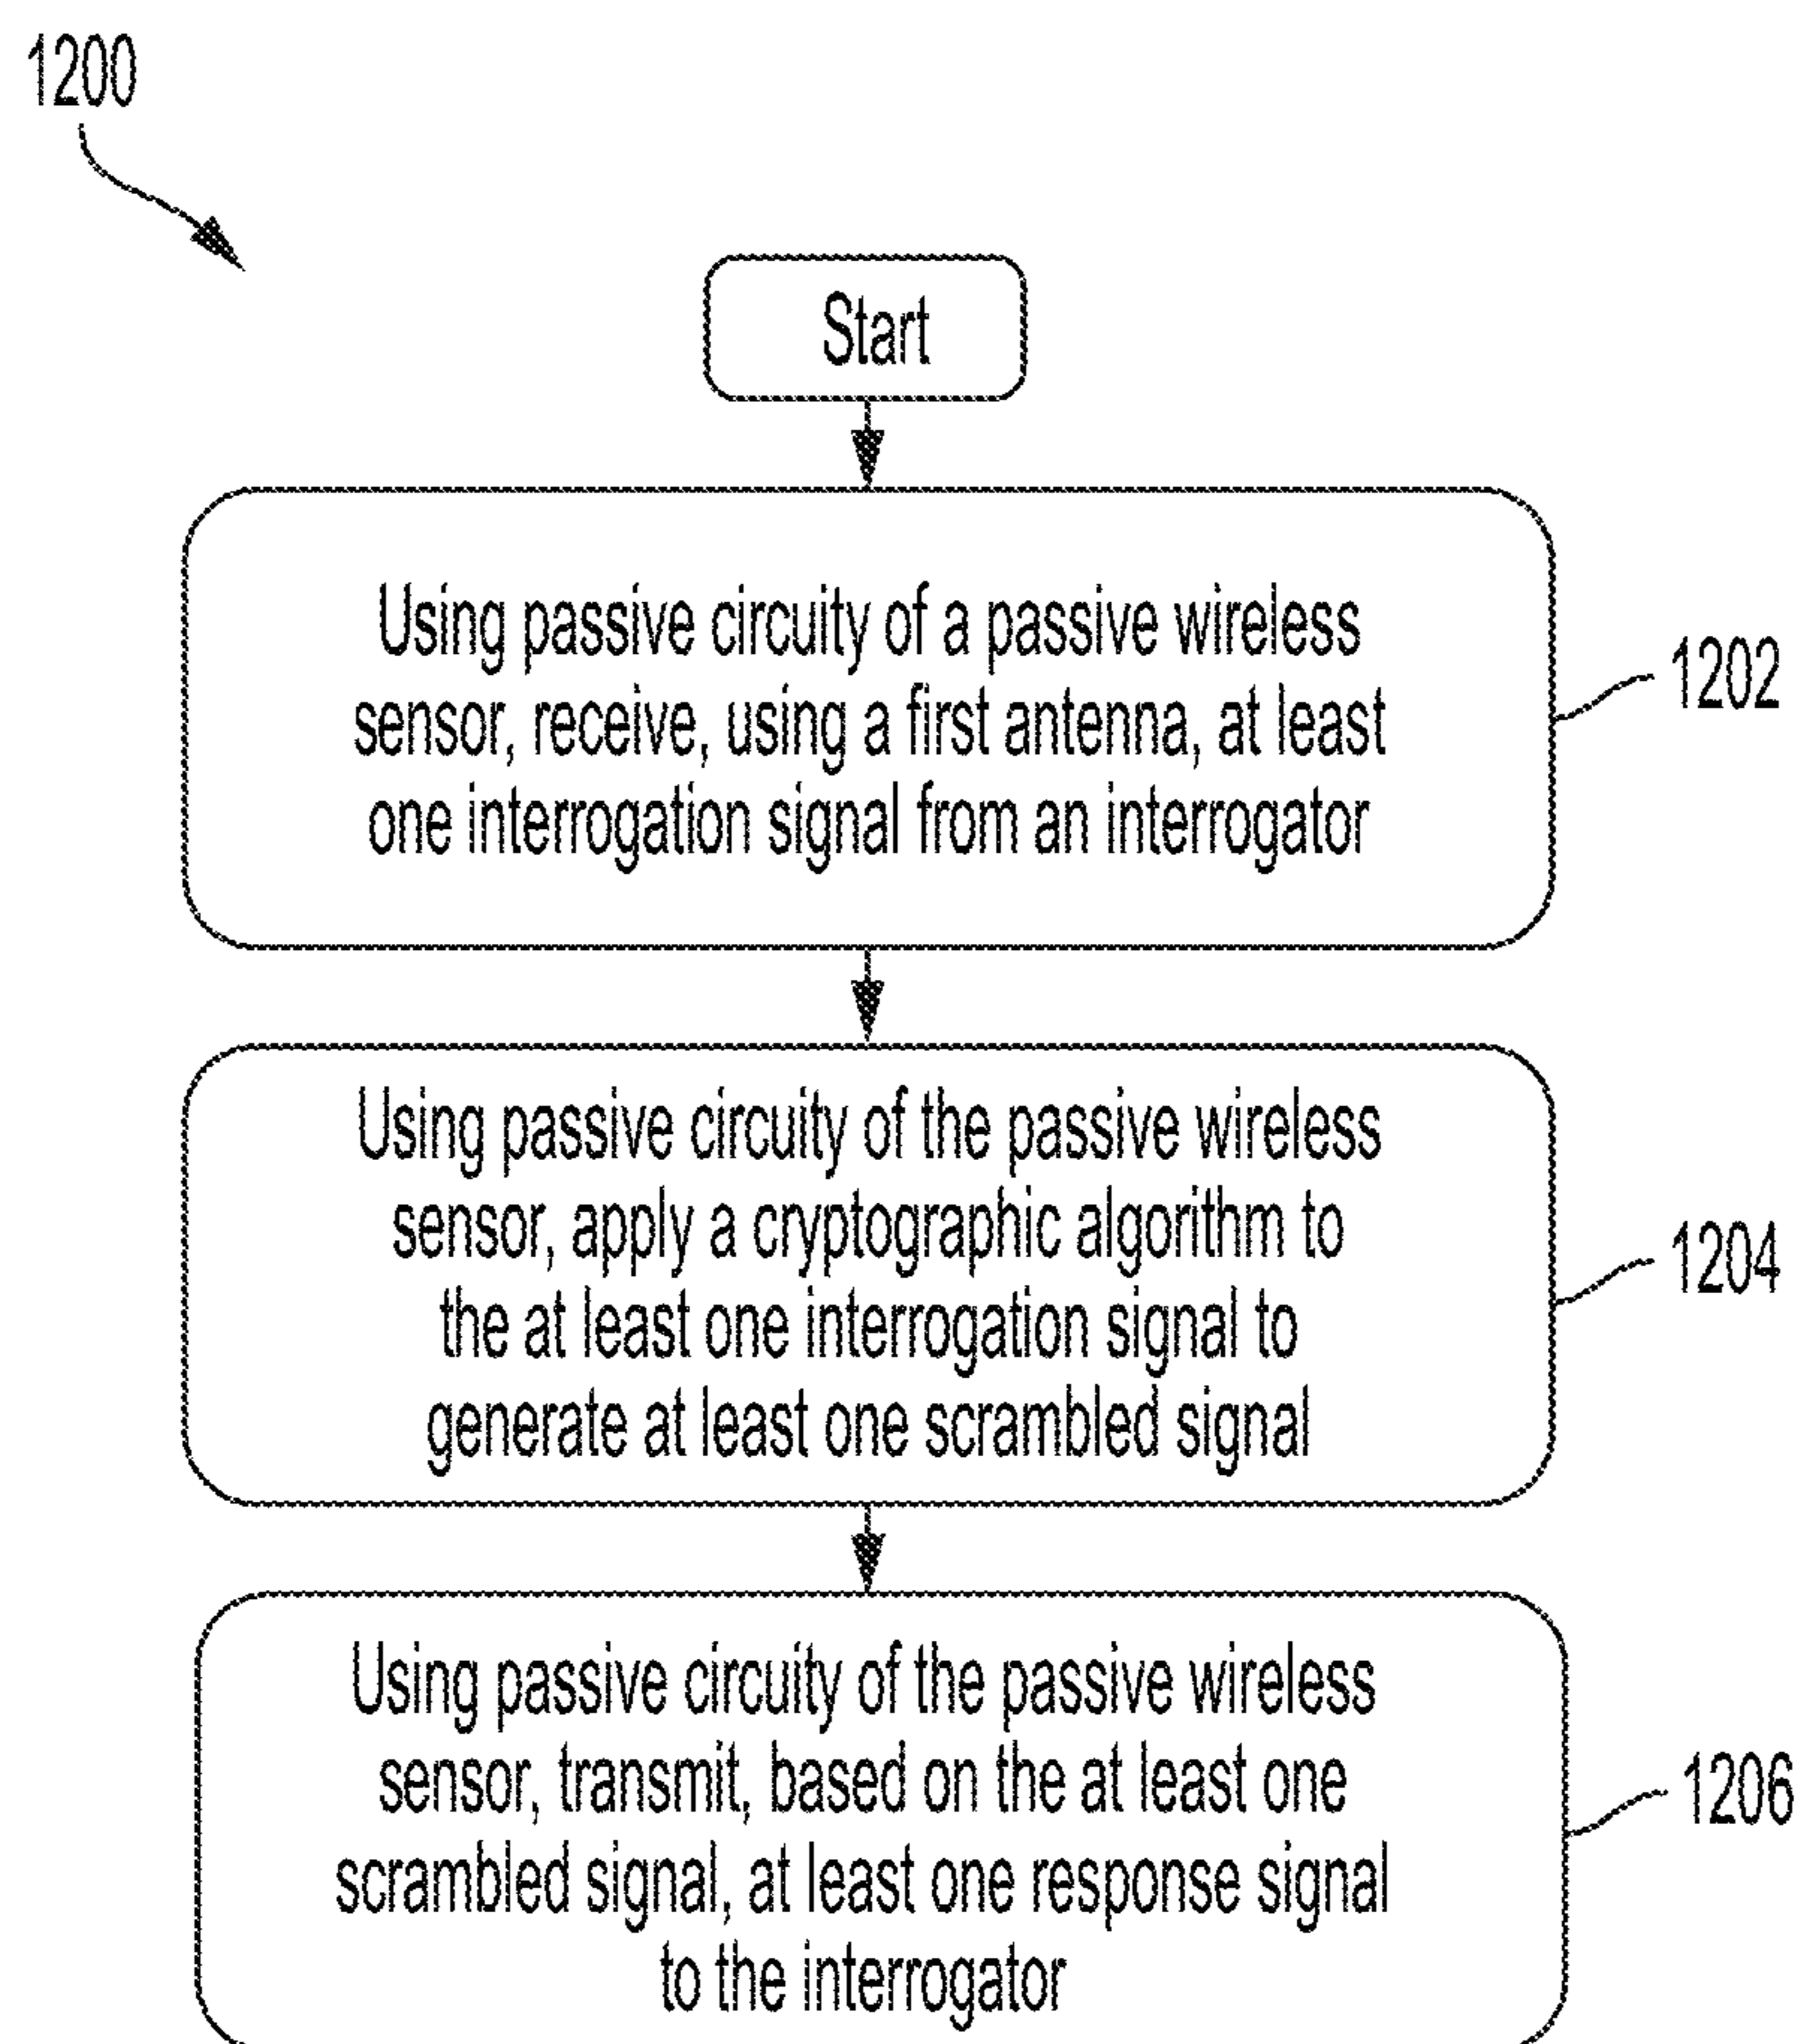 1200
Start
Using passive circuity of a passive wireless
sensor, receive, using a first antenna, at least
one interrogation signal from an interrogator
1202
Using passive circuity of the passive wireless
sensor, apply a cryptographic algorithm to
the at least one interrogation signal to
generate at least one scrambled signal
1204
Using passive circuity of the passive wireless
sensor, transmit, based on the at least one
scrambled signal, at least one response signal
to the interrogator
1206